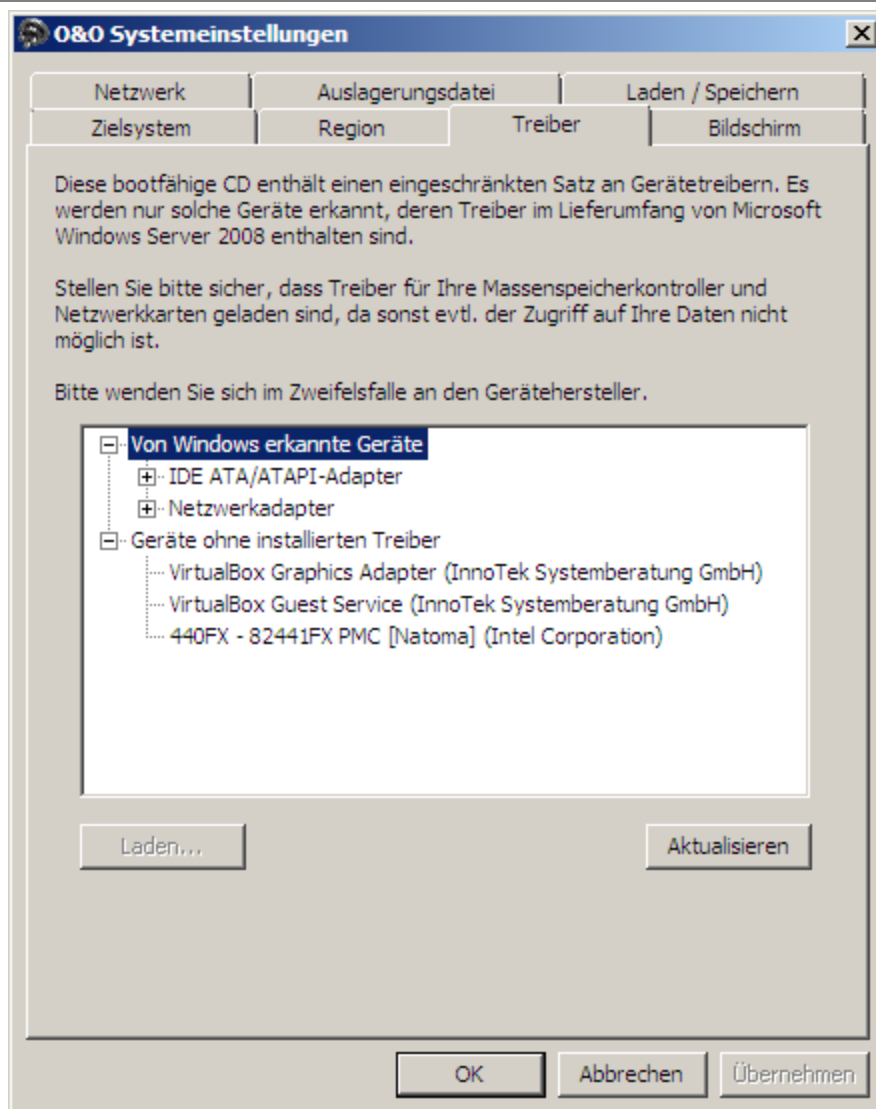 O&O Systemeinstellungen
Netzwerk
Auslagerungsdatei
Laden / Speichern
Zielsystem
Region
Treiber
Bildschirm
Diese bootfähige CD enthält einen eingeschränkten Satz an Gerätetreibern. Es
werden nur solche Geräte erkannt, deren Treiber im Lieferumfang von Microsoft
Windows Server 2008 enthalten sind.
Stellen Sie bitte sicher, dass Treiber für Ihre Massenspeicherkontroller und
Netzwerkkarten geladen sind, da sonst evtl. der Zugriff auf Ihre Daten nicht
möglich ist.
Bitte wenden Sie sich im Zweifelsfalle an den Gerätehersteller.
Von Windows erkannte Geräte
IDE ATA/ATAPI-Adapter
Netzwerkadapter
Geräte ohne installierten Treiber
VirtualBox Graphics Adapter (InnoTek Systemberatung GmbH)
VirtualBox Guest Service (InnoTek Systemberatung GmbH)
440FX - 82441FX PMC [Natoma] (Intel Corporation)
Laden...
Aktualisieren
OK
Abbrechen
Übernehmen